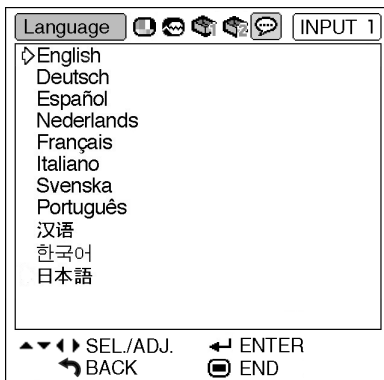 Language INPUT 1
English
Deutsch
Español
Nederlands
Français
Italiano
Svenska
Português
汉语
한국어
日本語
SEL./ADJ. ENTER
BACK END